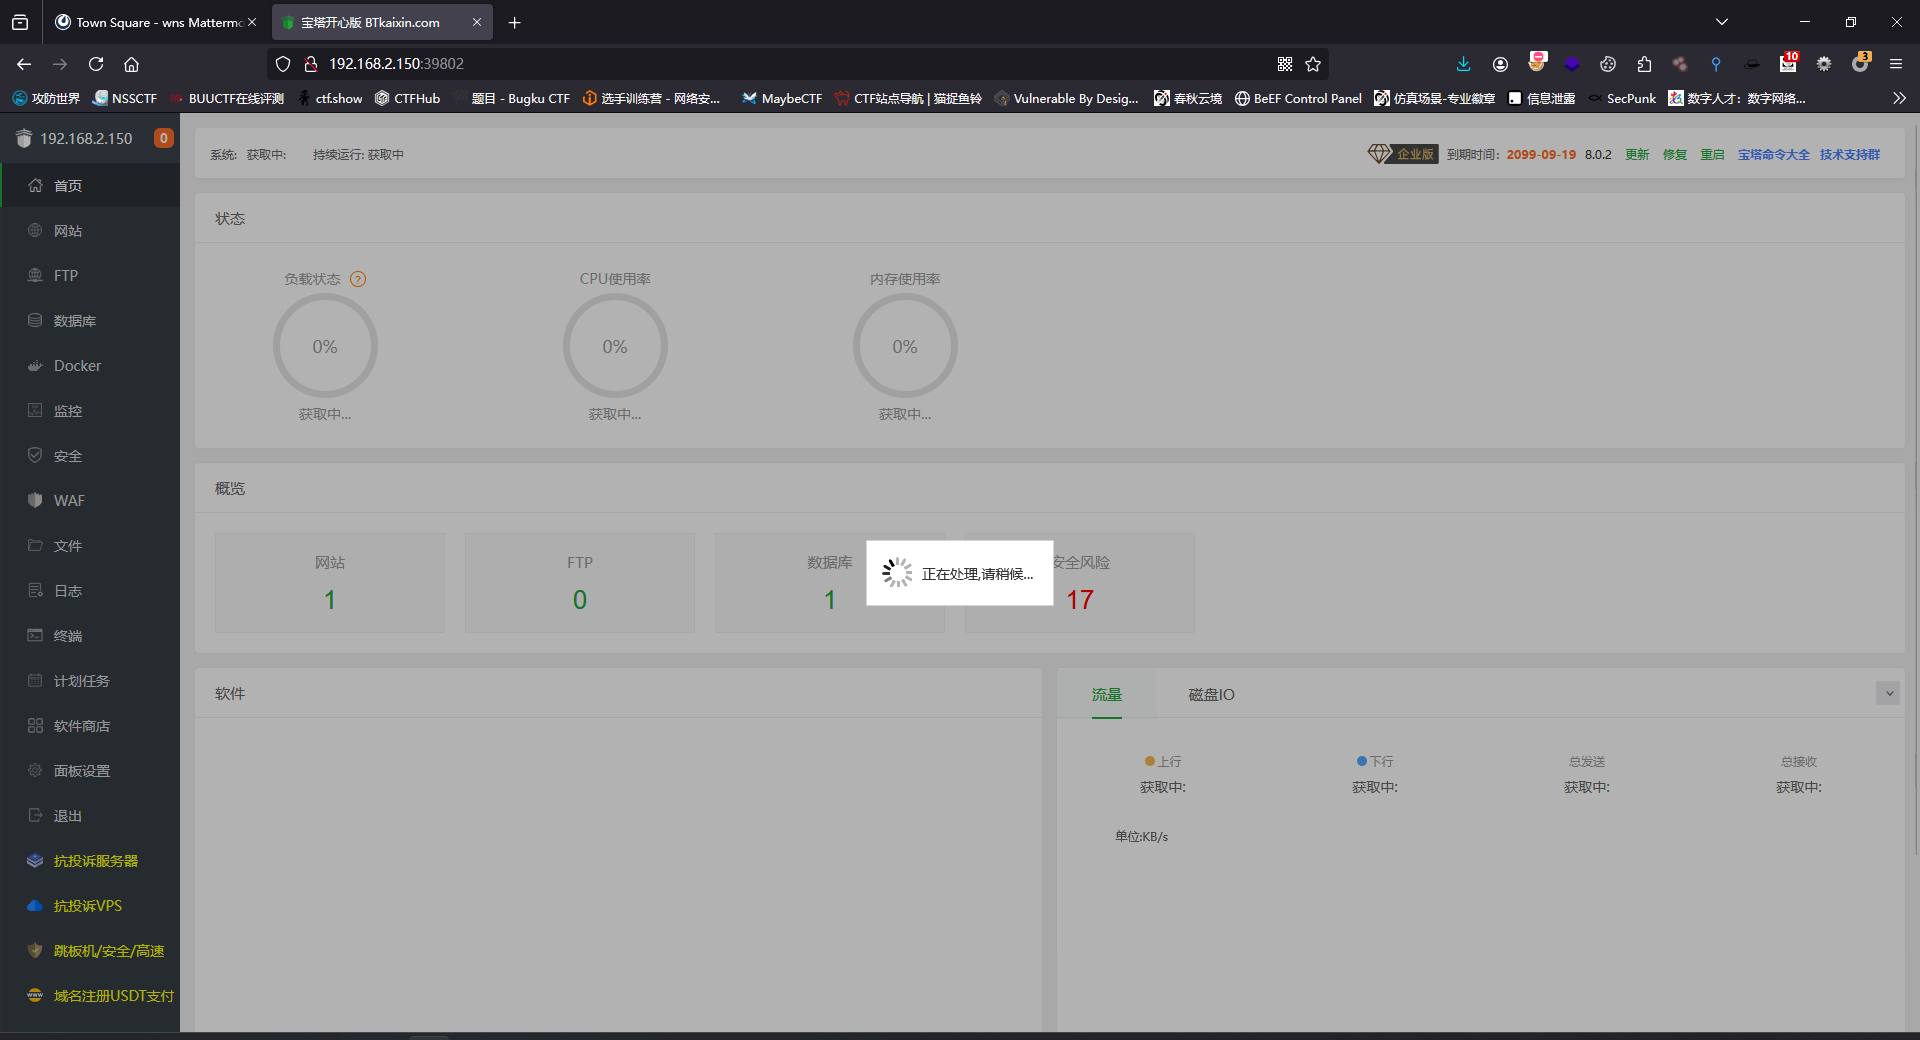 Town Square - wns Matterm
宝塔开心版 BTkaixin.com
192.168.2.150:39802
10
3
攻防世界
NSSCTF
BUUCTF在线评测
ctf.show
CTFHub
题目 - Bugku CTF
选手训练营 - 网络安...
MaybeCTF
CTF站点导航 | 猫捉鱼铃
Vulnerable By Desig...
春秋云境
BeEF Control Panel
仿真场景-专业徽章
信息泄露
SecPunk
数字人才：数字网络...
192.168.2.150
0
首页
网站
FTP
数据库
Docker
监控
安全
WAF
文件
日志
终端
计划任务
软件商店
面板设置
退出
抗投诉服务器
抗投诉VPS
跳板机/安全/高速
域名注册USDT支付
系统: 获取中: 持续运行: 获取中
企业版 到期时间: 2099-09-19 8.0.2 更新 修复 重启 宝塔命令大全 技术支持群
状态
负载状态 ?
CPU使用率
内存使用率
0%
0%
0%
获取中...
获取中...
获取中...
概览
网站
FTP
数据库
安全风险
1
0
1
17
正在处理,请稍候...
软件
流量
磁盘IO
上行
下行
总发送
总接收
获取中:
获取中:
获取中:
获取中:
单位:KB/s